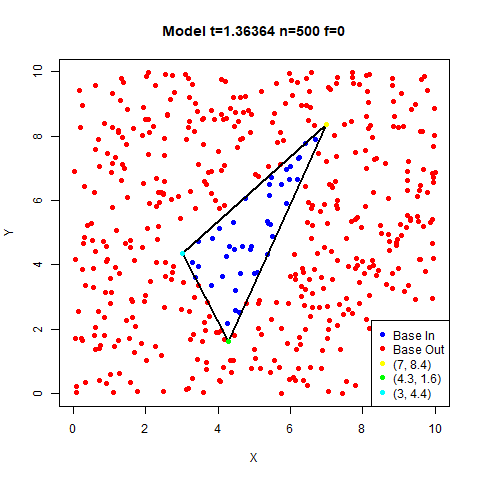 Model t=1.36364 n=500 f=0
10
8
6
4
2
0
Y
0 2 4 6 8 10
X
Base In
Base Out
(7, 8.4)
(4.3, 1.6)
(3, 4.4)